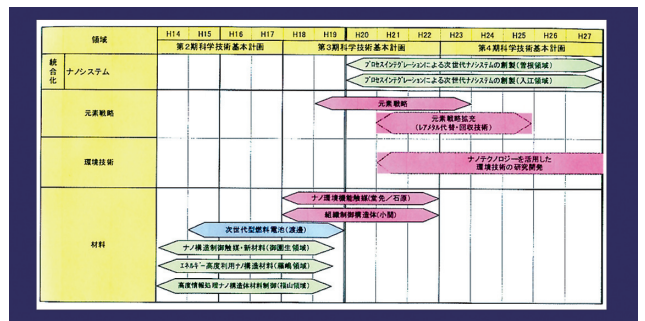 領域
H14 H15 H16 H17 H18 H19 H20 H21 H22 H23 H24 H25 H26 H27
第2期科学技術基本計画 第3期科学技術基本計画 第4期科学技術基本計画
統合化
ナノシステム
プロセスインテグレーションによる次世代ナノシステムの創製(曽根領域)
プロセスインテグレーションによる次世代ナノシステムの創製(入江領域)
元素戦略
元素戦略
元素戦略拡充
(レアメタル代替・回収技術)
環境技術
ナノテクノロジーを活用した
環境技術の研究開発
材料
ナノ環境機能触媒(堂免/石原)
組織制御構造体(小関)
次世代型燃料電池(渡邊)
ナノ構造制御触媒・新材料(御園生領域)
エネルギー高度利用ナノ構造材料(藤嶋領域)
高度情報処理ナノ構造体材料制御(福山領域)